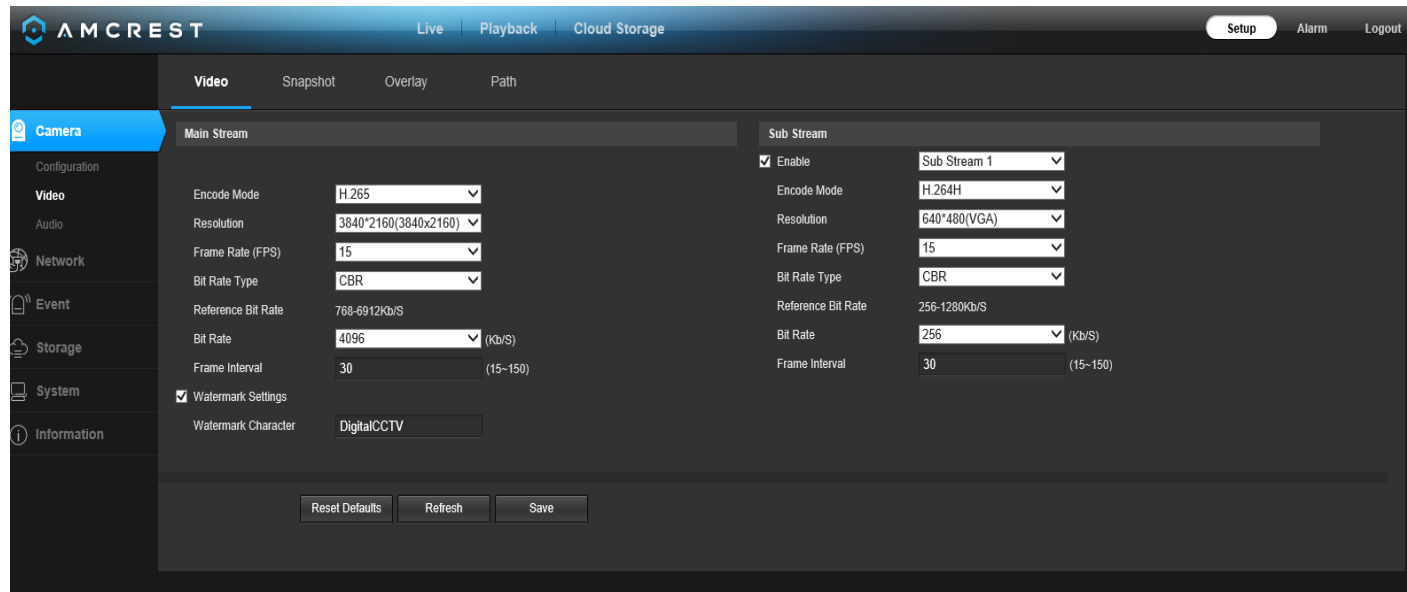 AMCREST Live Playback Cloud Storage Setup Alarm Logout
Video Snapshot Overlay Path
Camera
Configuration
Video
Audio
Network
Event
Storage
System
Information
Main Stream
Encode Mode H.265
Resolution 3840*2160(3840x2160)
Frame Rate (FPS) 15
Bit Rate Type CBR
Reference Bit Rate 768-6912Kb/S
Bit Rate 4096 (Kb/S)
Frame Interval 30 (15~150)
Watermark Settings
Watermark Character DigitalCCTV
Sub Stream
Enable Sub Stream 1
Encode Mode H.264H
Resolution 640*480(VGA)
Frame Rate (FPS) 15
Bit Rate Type CBR
Reference Bit Rate 256-1280Kb/S
Bit Rate 256 (Kb/S)
Frame Interval 30 (15~150)
Reset Defaults Refresh Save